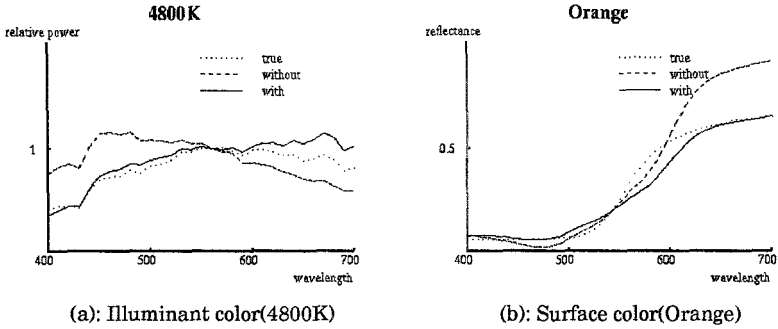 4800K
relative power
true
without
with
1
400
500
600
700
wavelength
(a): Illuminant color(4800K)
Orange
reflectance
true
without
with
0.5
400
500
600
700
wavelength
(b): Surface color(Orange)